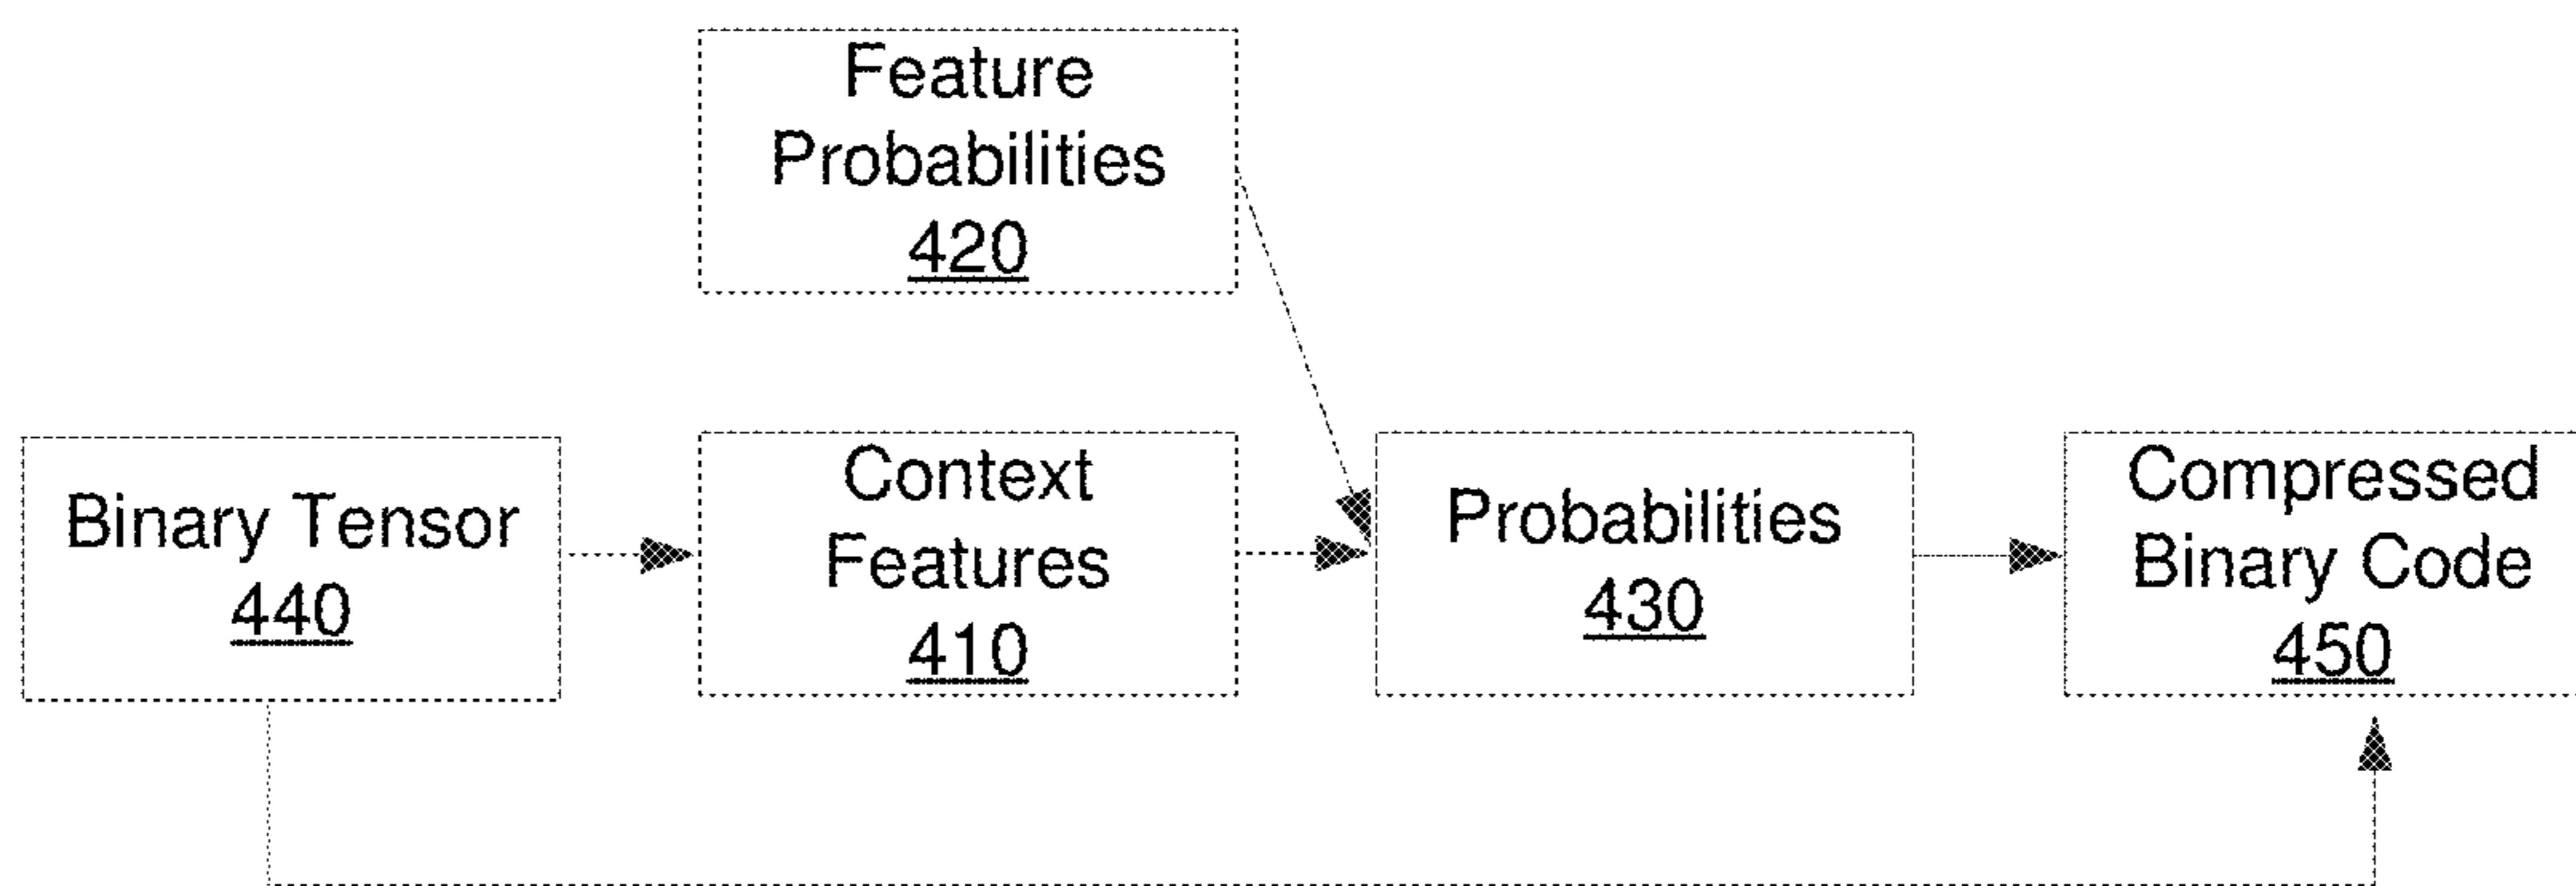 Feature
Probabilities
420
Binary Tensor
440
Context
Features
410
Probabilities
430
Compressed
Binary Code
450